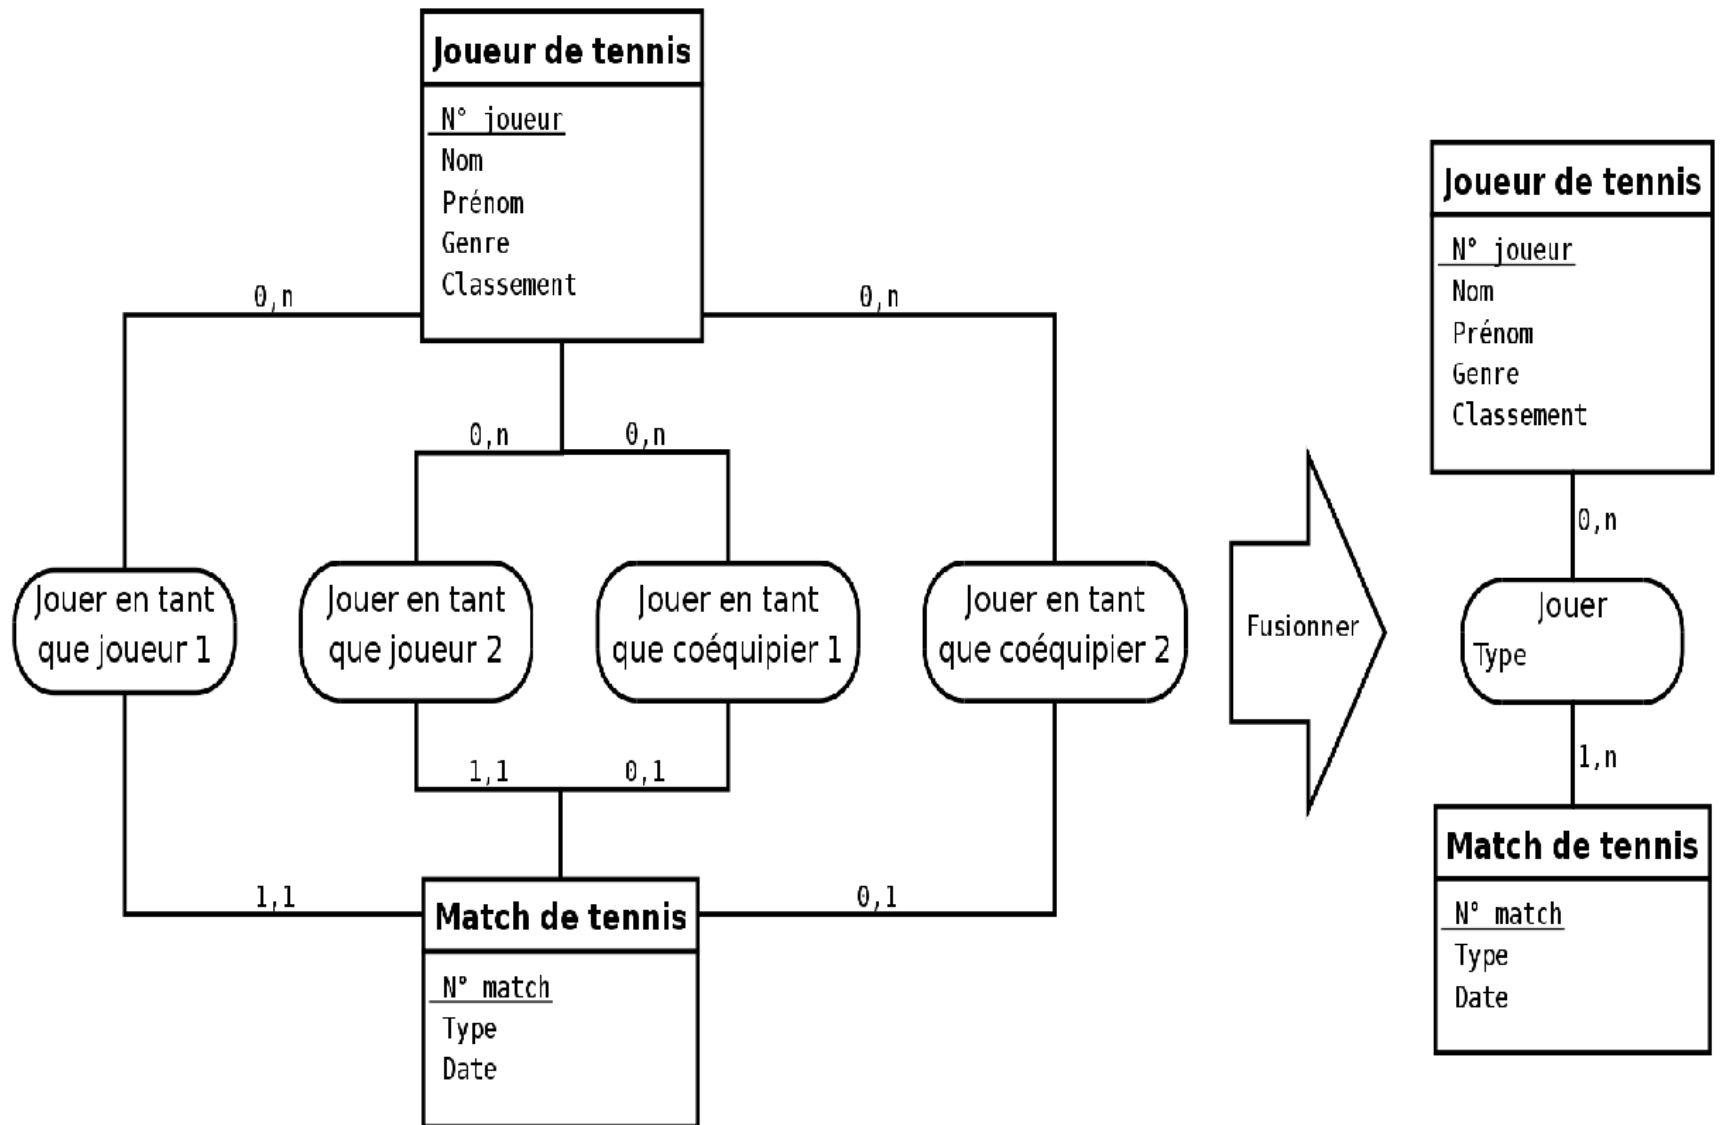 Joueur de tennis
N° joueur
Nom
Prénom
Genre
Classement
0,n
0,n
0,n
0,n
Jouer en tant
que joueur 1
Jouer en tant
que joueur 2
Jouer en tant
que coéquipier 1
Jouer en tant
que coéquipier 2
1,1
0,1
1,1
0,1
Match de tennis
N° match
Type
Date
Fusionner
Joueur de tennis
N° joueur
Nom
Prénom
Genre
Classement
0,n
Jouer
Type
1,n
Match de tennis
N° match
Type
Date